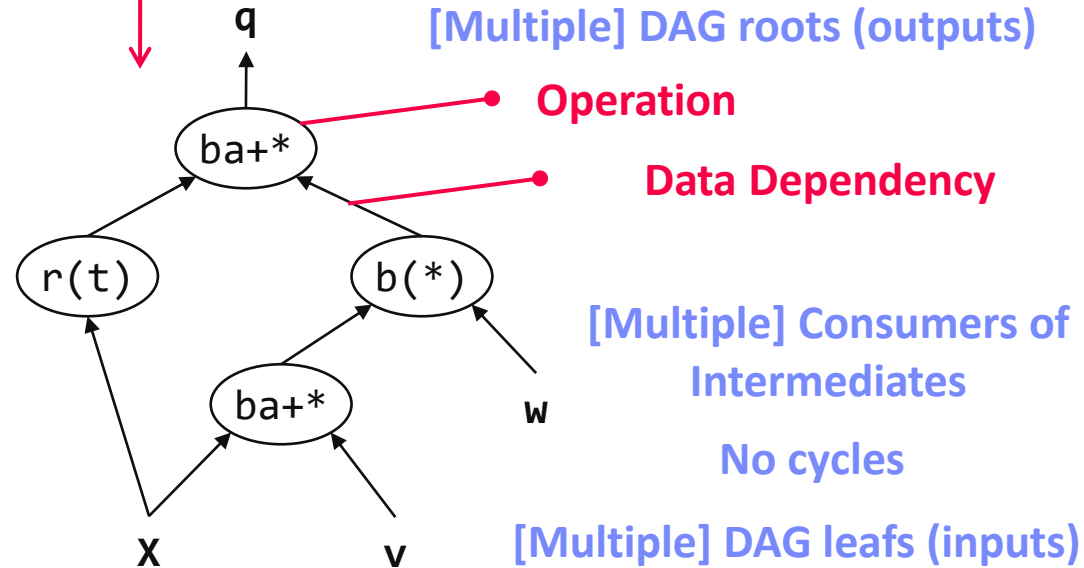 q
[Multiple] DAG roots (outputs)
Operation
ba+*
Data Dependency
r(t)
b(*)
[Multiple] Consumers of
Intermediates
ba+*
w
No cycles
X
v
[Multiple] DAG leafs (inputs)